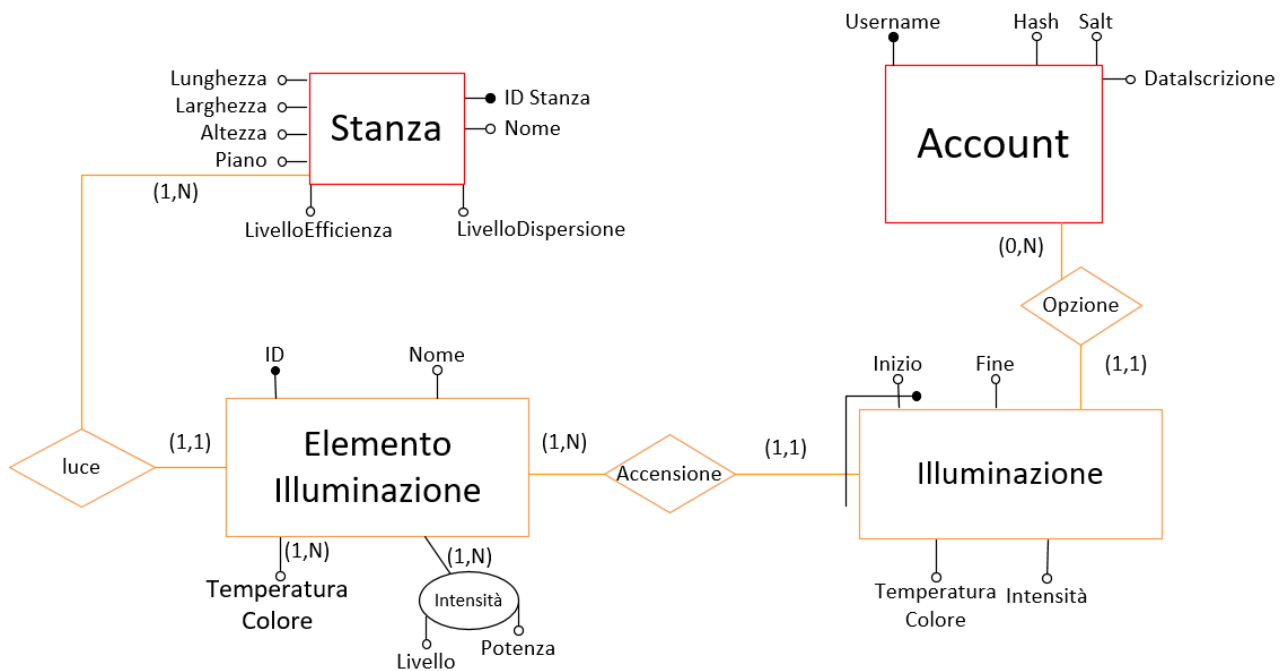 Username
Hash
Salt
DataIscrizione
Account
Lunghezza
Larghezza
Altezza
Piano
Stanza
ID Stanza
Nome
(1,N)
LivelloEfficienza
LivelloDispersione
(0,N)
Opzione
(1,1)
ID
Nome
Inizio
Fine
luce
(1,1)
Elemento
Illuminazione
(1,N)
Accensione
(1,1)
Illuminazione
(1,N)
Temperatura
Colore
(1,N)
Intensità
Livello
Potenza
Temperatura
Colore
Intensità